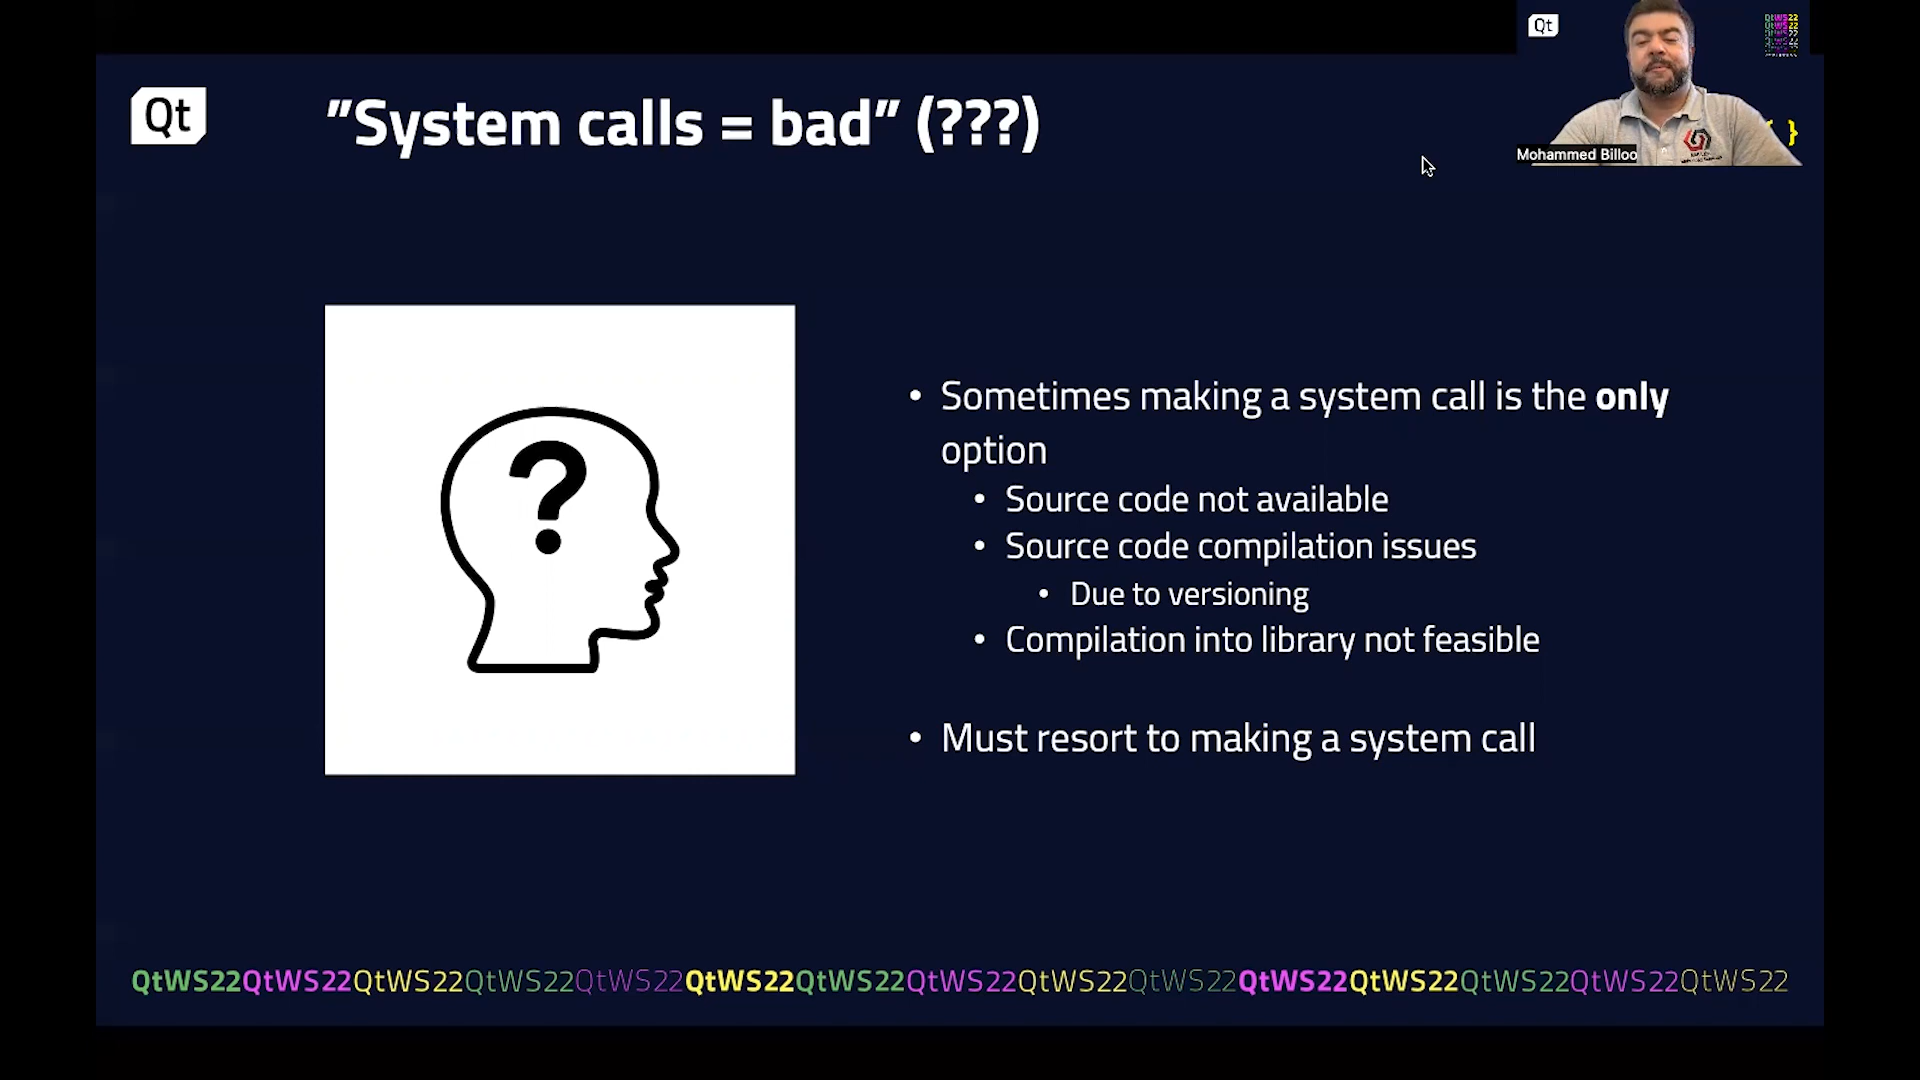 Qt
"System calls = bad" (???)
Qt
Mohammed Billoo
?
• Sometimes making a system call is the only
option
• Source code not available
• Source code compilation issues
• Due to versioning
• Compilation into library not feasible
• Must resort to making a system call
QtWS22QtWS22QtWS22QtWS22QtWS22QtWS22QtWS22QtWS22QtWS22QtWS22QtWS22QtWS22QtWS22QtWS22QtWS22